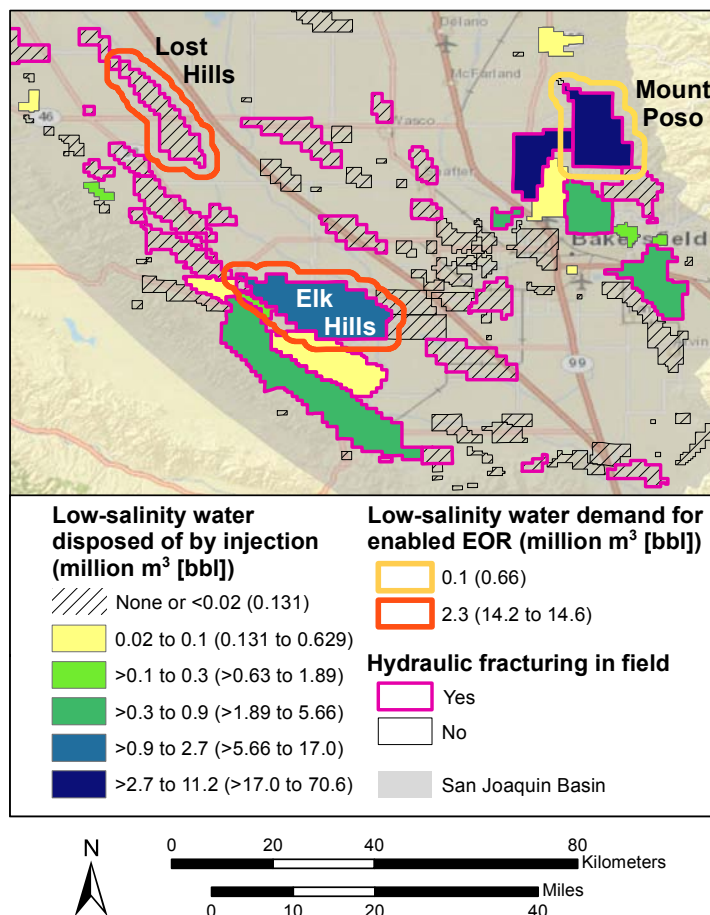 Lost
Hills
Delano
McFarland
Mount
Poso
46
Wasco
Bakersfield
Elk
Hills
99
Low-salinity water
disposed of by injection
(million m³ [bbl])
None or <0.02 (0.131)
0.02 to 0.1 (0.131 to 0.629)
>0.1 to 0.3 (>0.63 to 1.89)
>0.3 to 0.9 (>1.89 to 5.66)
>0.9 to 2.7 (>5.66 to 17.0)
>2.7 to 11.2 (>17.0 to 70.6)
Low-salinity water demand for
enabled EOR (million m³ [bbl])
0.1 (0.66)
2.3 (14.2 to 14.6)
Hydraulic fracturing in field
Yes
No
San Joaquin Basin
N
0 20 40 80
Kilometers
Miles
0 10 20 40